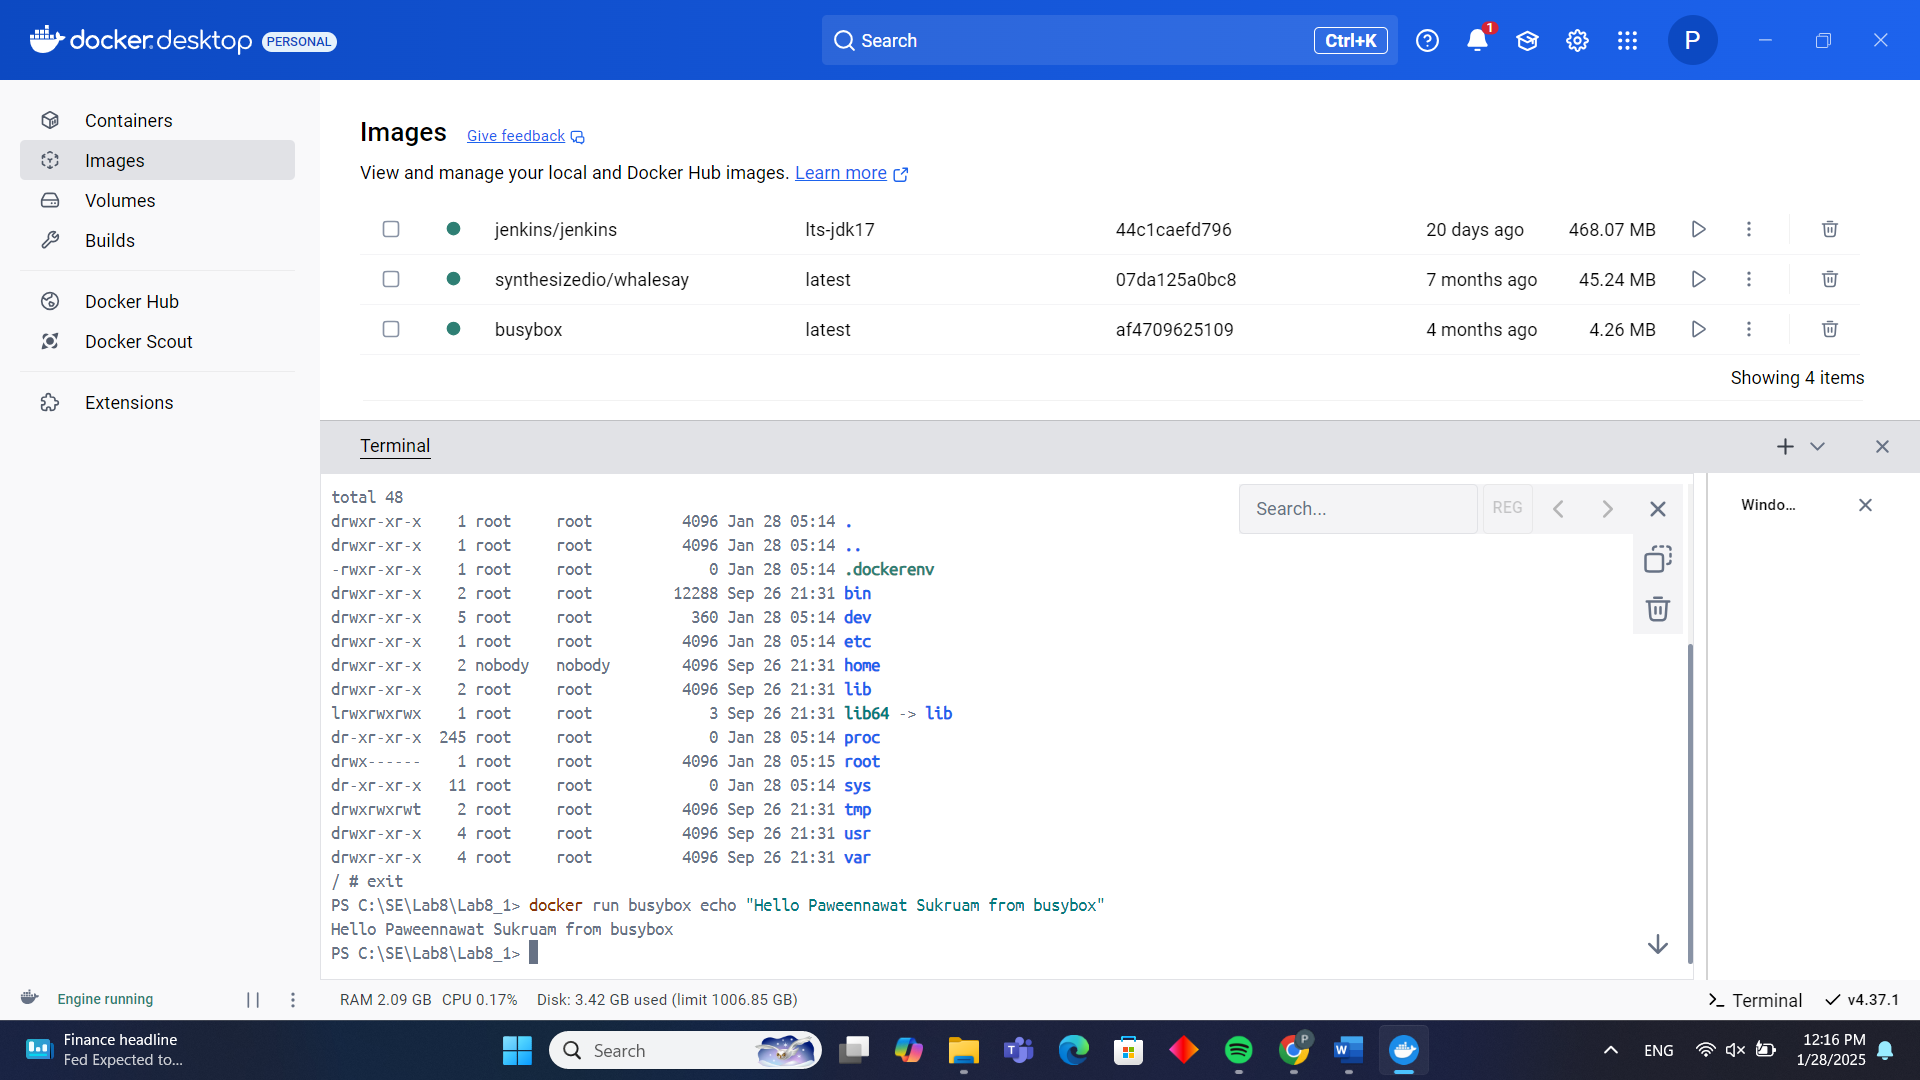 docker.desktop PERSONAL
Search Ctrl+K
1
P
Containers
Images
Volumes
Builds
Docker Hub
Docker Scout
Extensions
Images Give feedback
View and manage your local and Docker Hub images. Learn more
jenkins/jenkins lts-jdk17 44c1caefd796 20 days ago 468.07 MB
synthesizedio/whalesay latest 07da125a0bc8 7 months ago 45.24 MB
busybox latest af4709625109 4 months ago 4.26 MB
Showing 4 items
Terminal
Search... REG
Windo...
total 48
drwxr-xr-x 1 root root 4096 Jan 28 05:14 .
drwxr-xr-x 1 root root 4096 Jan 28 05:14 ..
-rwxr-xr-x 1 root root 0 Jan 28 05:14 .dockerenv
drwxr-xr-x 2 root root 12288 Sep 26 21:31 bin
drwxr-xr-x 5 root root 360 Jan 28 05:14 dev
drwxr-xr-x 1 root root 4096 Jan 28 05:14 etc
drwxr-xr-x 2 nobody nobody 4096 Sep 26 21:31 home
drwxr-xr-x 2 root root 4096 Sep 26 21:31 lib
lrwxrwxrwx 1 root root 3 Sep 26 21:31 lib64 -> lib
dr-xr-xr-x 245 root root 0 Jan 28 05:14 proc
drwx------ 1 root root 4096 Jan 28 05:15 root
dr-xr-xr-x 11 root root 0 Jan 28 05:14 sys
drwxrwxrwt 2 root root 4096 Sep 26 21:31 tmp
drwxr-xr-x 4 root root 4096 Sep 26 21:31 usr
drwxr-xr-x 4 root root 4096 Sep 26 21:31 var
/ # exit
PS C:\SE\Lab8\Lab8_1> docker run busybox echo "Hello Paweennawat Sukruam from busybox"
Hello Paweennawat Sukruam from busybox
PS C:\SE\Lab8\Lab8_1>
Engine running
RAM 2.09 GB CPU 0.17% Disk: 3.42 GB used (limit 1006.85 GB)
Terminal v4.37.1
Finance headline
Fed Expected to...
Search
P
ENG
12:16 PM
1/28/2025